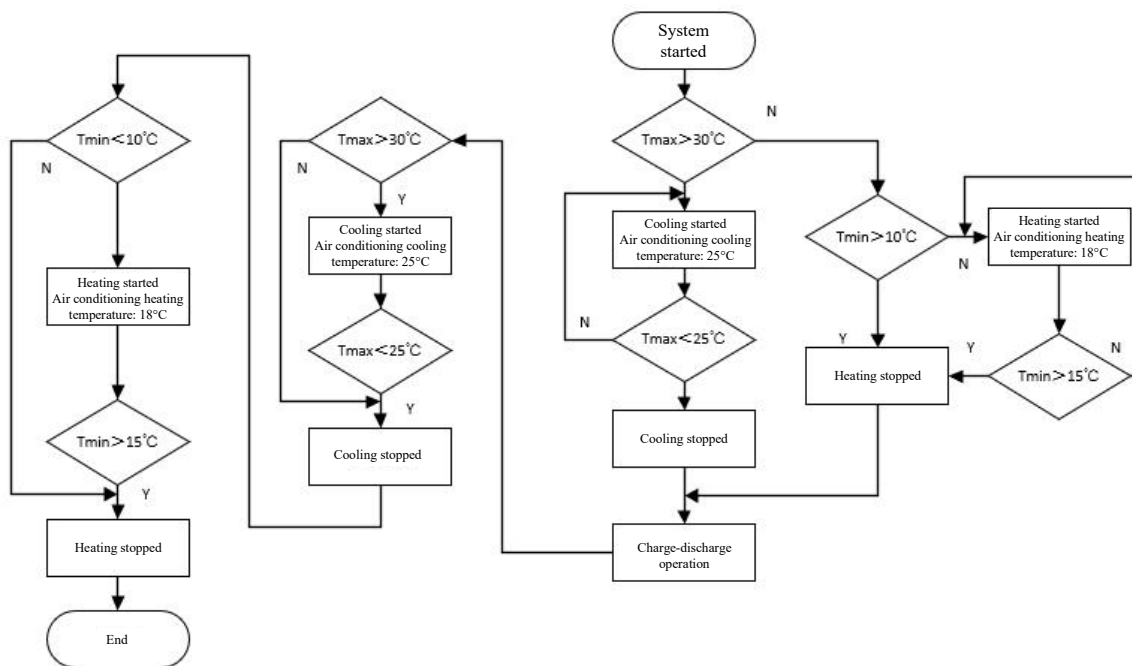 System
started
Tmax>30℃
N
Cooling started
Air conditioning cooling
temperature: 25°C
N
Tmax<25℃
Cooling stopped
Tmin>10℃
N
Heating started
Air conditioning heating
temperature: 18°C
Tmin>15℃
N
Y
Y
Heating stopped
Charge-discharge
operation
Tmax>30℃
N
Y
Cooling started
Air conditioning cooling
temperature: 25°C
Tmax<25℃
Y
Cooling stopped
Tmin<10℃
N
Heating started
Air conditioning heating
temperature: 18°C
Tmin>15℃
Y
Heating stopped
End